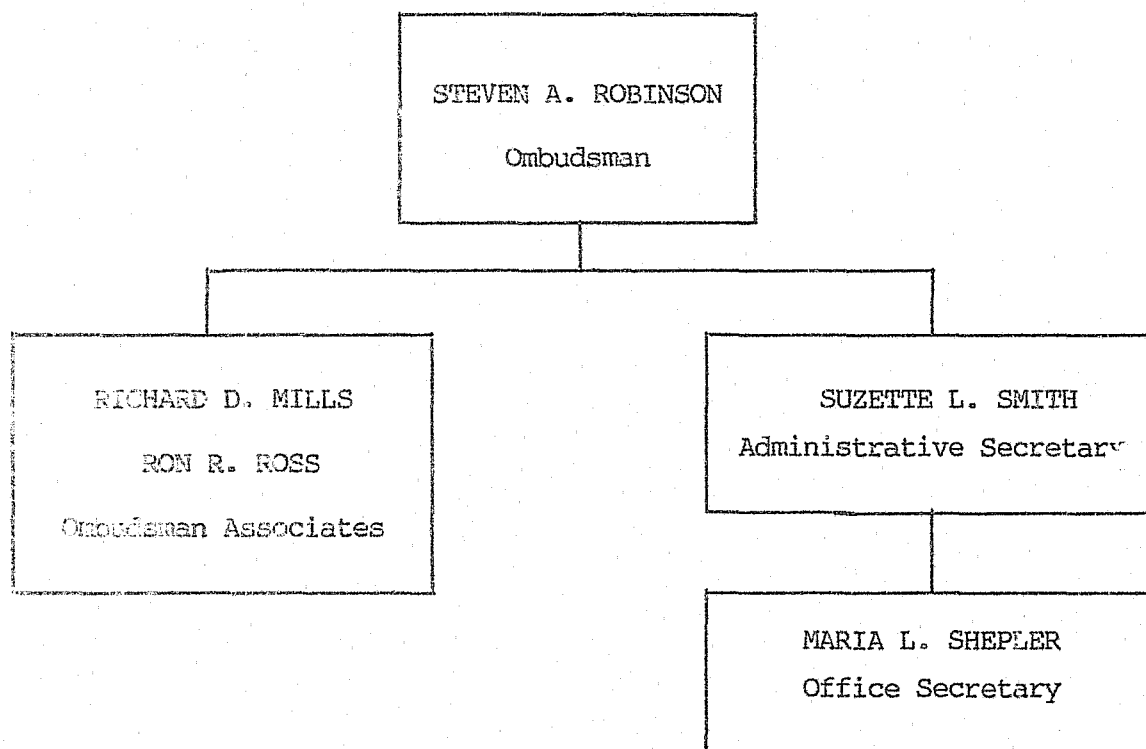 STEVEN A. ROBINSON
Ombudsman
RICHARD D. MILLS
RON R. ROSS
Ombudsman Associates
SUZETTE L. SMITH
Administrative Secretary
MARIA L. SHEPLER
Office Secretary